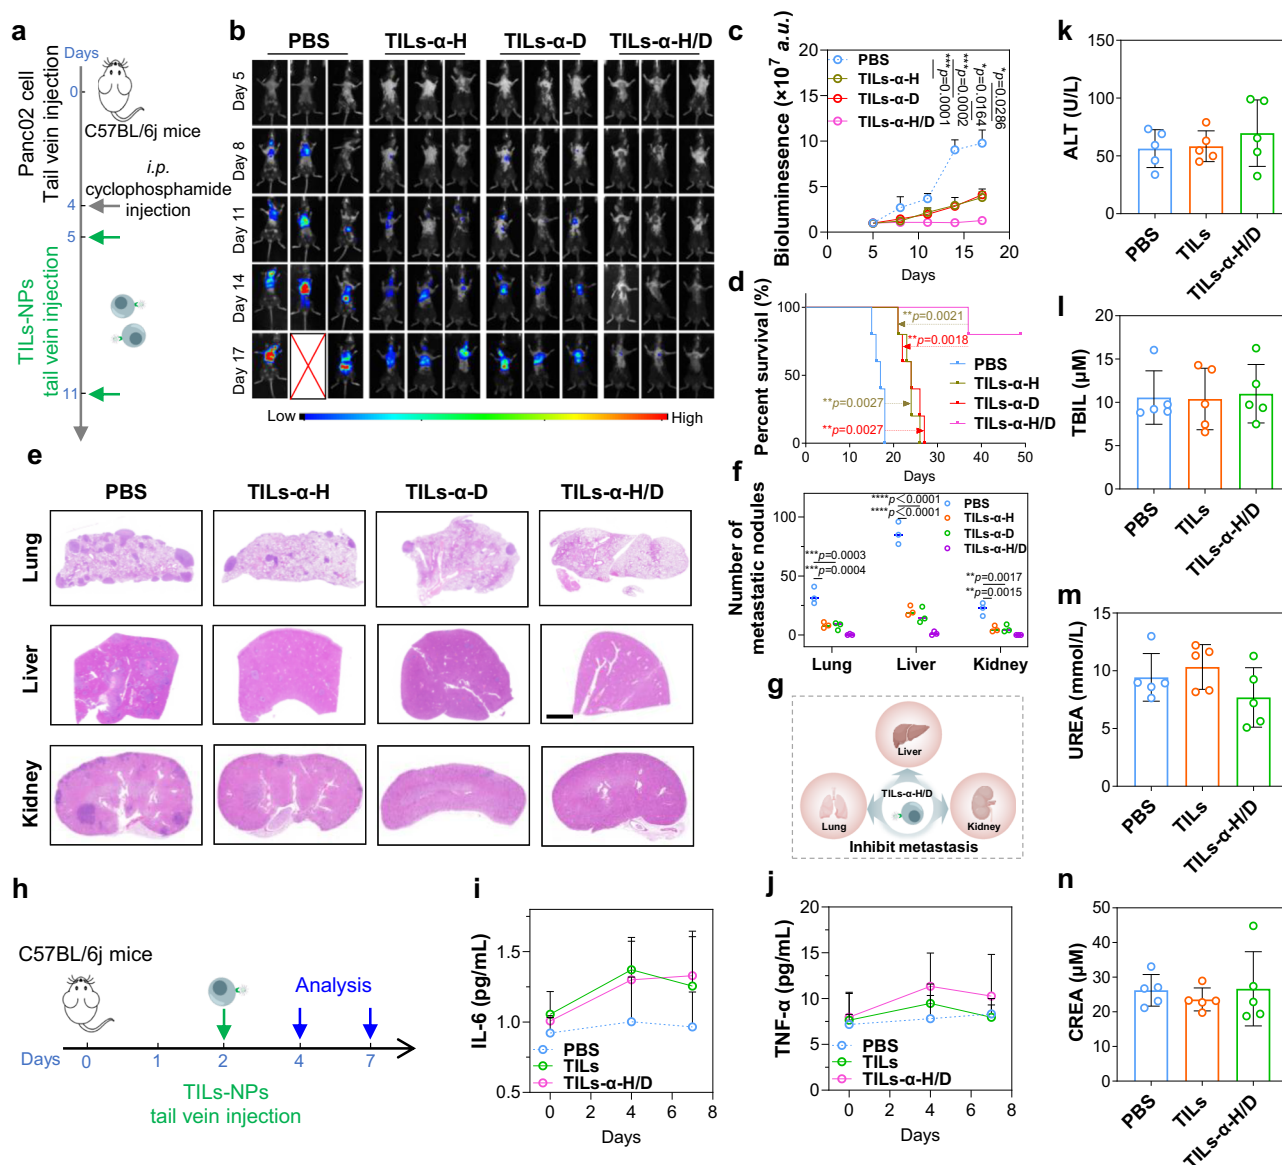 a
Days
Panco2 cell
Tail vein injection
0
C57BL/6j mice
i.p.
cyclophosphamide
injection
4
5
TILs-NPs
tail vein injection
11
b
PBS
TILs-α-H
TILs-α-D
TILs-α-H/D
Day 5
Day 8
Day 11
Day 14
Day 17
Low
High
c
Bioluminesence (×10⁷ a.u.)
20
15
10
5
0
0
5
10
15
20
Days
PBS
TILs-α-H
TILs-α-D
TILs-α-H/D
***p=0.0001
***p=0.0002
*p=0.0164
*p=0.0286
d
Percent survival (%)
100
50
0
0
10
20
30
40
50
Days
**p=0.0021
**p=0.0018
**p=0.0027
**p=0.0027
PBS
TILs-α-H
TILs-α-D
TILs-α-H/D
e
PBS
TILs-α-H
TILs-α-D
TILs-α-H/D
Lung
Liver
Kidney
f
Number of
metastatic nodules
100
50
0
****p<0.0001
****p<0.0001
***p=0.0003
***p=0.0004
**p=0.0017
**p=0.0015
PBS
TILs-α-H
TILs-α-D
TILs-α-H/D
Lung
Liver
Kidney
g
Liver
TILs-α-H/D
Lung
Kidney
Inhibit metastasis
h
C57BL/6j mice
Analysis
Days
0
1
2
4
7
TILs-NPs
tail vein injection
i
IL-6 (pg/mL)
1.5
1.0
0.5
0
2
4
6
8
Days
PBS
TILs
TILs-α-H/D
j
TNF-α (pg/mL)
20
15
10
5
0
0
2
4
6
8
Days
PBS
TILs
TILs-α-H/D
k
ALT (U/L)
150
100
50
0
PBS
TILs
TILs-α-H/D
l
TBIL (μM)
20
15
10
5
0
PBS
TILs
TILs-α-H/D
m
UREA (mmol/L)
15
10
5
0
PBS
TILs
TILs-α-H/D
n
CREA (μM)
50
40
30
20
10
0
PBS
TILs
TILs-α-H/D